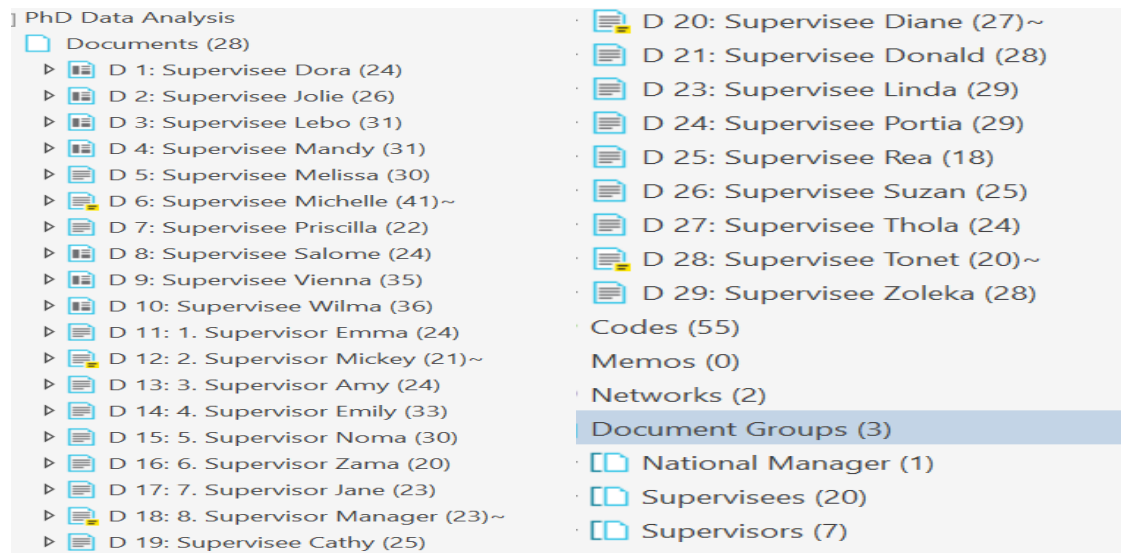 PhD Data Analysis
Documents (28)
D 1: Supervisee Dora (24)
D 2: Supervisee Jolie (26)
D 3: Supervisee Lebo (31)
D 4: Supervisee Mandy (31)
D 5: Supervisee Melissa (30)
D 6: Supervisee Michelle (41)~
D 7: Supervisee Priscilla (22)
D 8: Supervisee Salome (24)
D 9: Supervisee Vienna (35)
D 10: Supervisee Wilma (36)
D 11: 1. Supervisor Emma (24)
D 12: 2. Supervisor Mickey (21)~
D 13: 3. Supervisor Amy (24)
D 14: 4. Supervisor Emily (33)
D 15: 5. Supervisor Noma (30)
D 16: 6. Supervisor Zama (20)
D 17: 7. Supervisor Jane (23)
D 18: 8. Supervisor Manager (23)~
D 19: Supervisee Cathy (25)
D 20: Supervisee Diane (27)~
D 21: Supervisee Donald (28)
D 23: Supervisee Linda (29)
D 24: Supervisee Portia (29)
D 25: Supervisee Rea (18)
D 26: Supervisee Suzan (25)
D 27: Supervisee Thola (24)
D 28: Supervisee Tonet (20)~
D 29: Supervisee Zoleka (28)
Codes (55)
Memos (0)
Networks (2)
Document Groups (3)
National Manager (1)
Supervisees (20)
Supervisors (7)